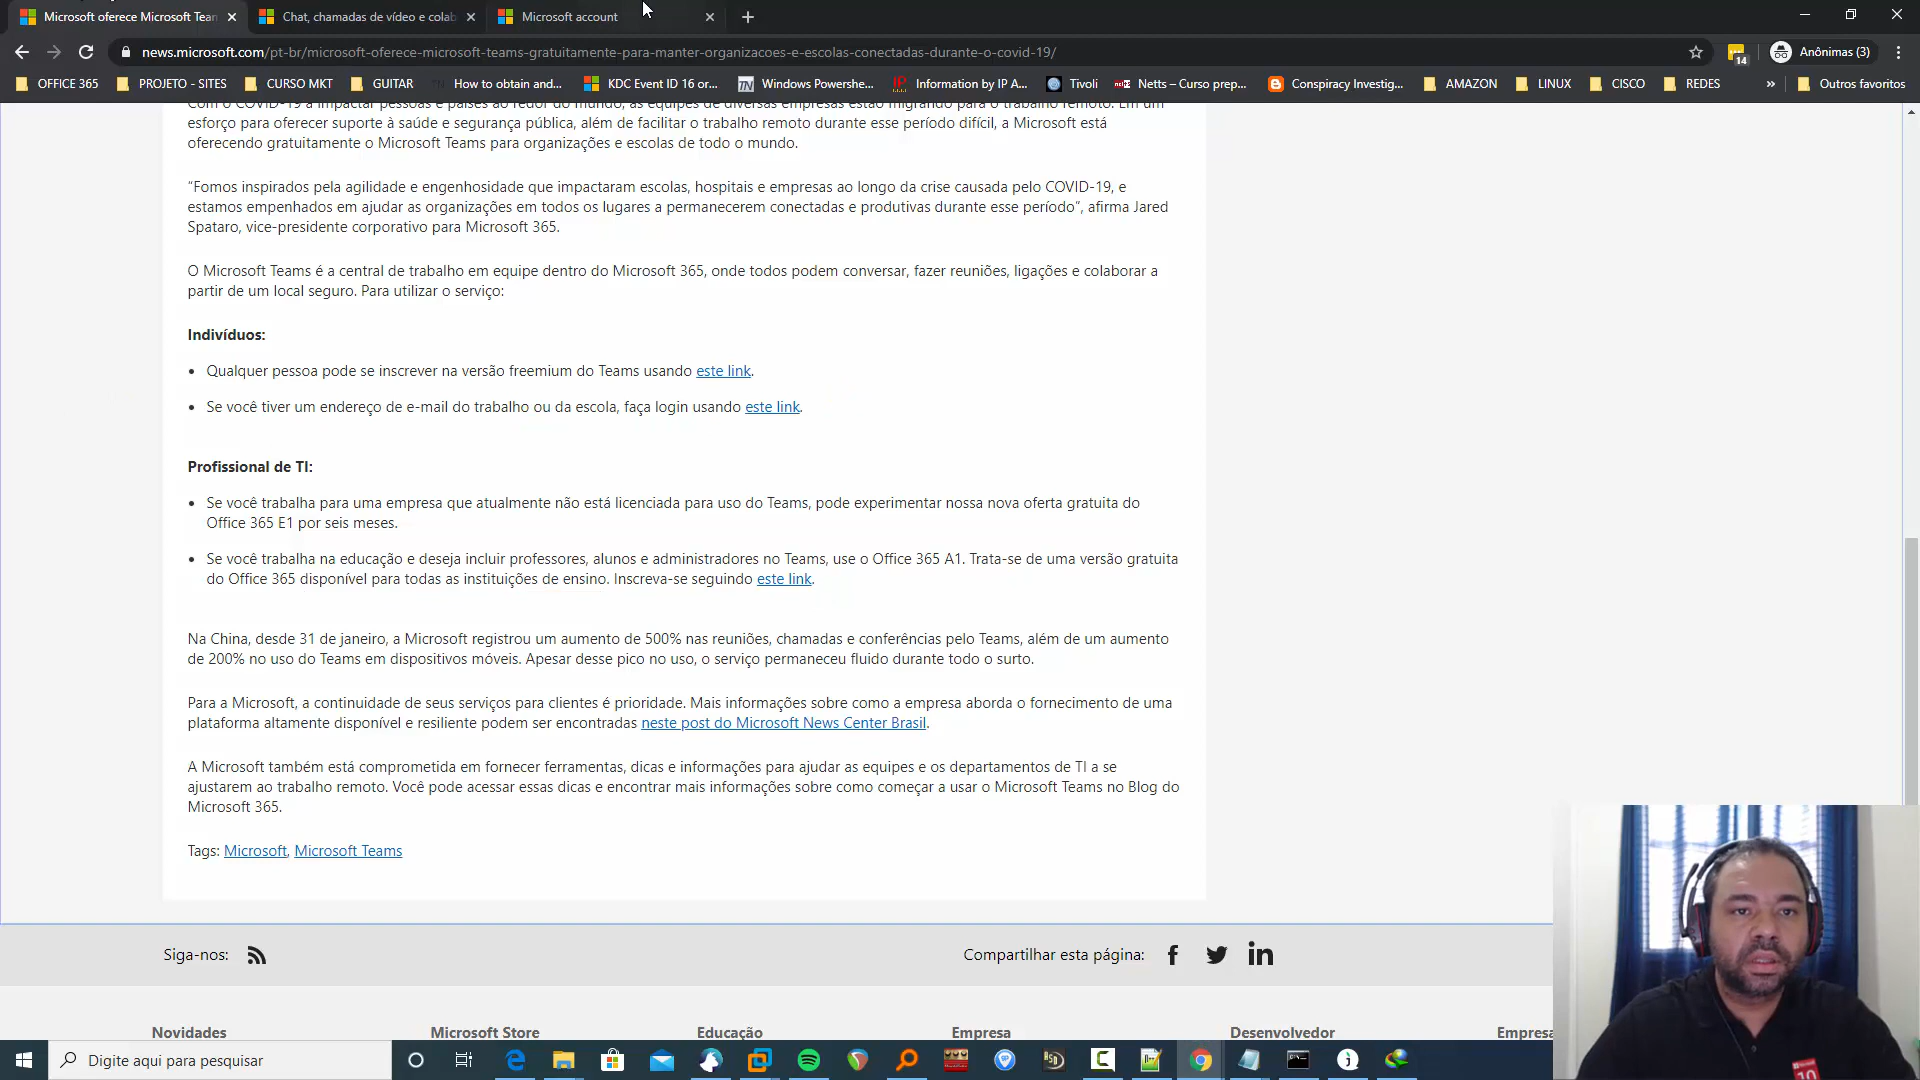 Microsoft oferece Microsoft Tean
Chat, chamadas de vídeo e colab
Microsoft account
news.microsoft.com/pt-br/microsoft-oferece-microsoft-teams-gratuitamente-para-manter-organizacoes-e-escolas-conectadas-durante-o-covid-19/
14
Anônimas (3)
OFFICE 365
PROJETO - SITES
CURSO MKT
GUITAR
How to obtain and...
KDC Event ID 16 or...
Windows Powershe...
Information by IP A...
Tivoli
Netts – Curso prep...
Conspiracy Investig...
AMAZON
LINUX
CISCO
REDES
»
Outros favoritos
Com o COVID-19 a impactar pessoas e países ao redor do mundo, as equipes de diversas empresas estão migrando para o trabalho remoto. Em um
esforço para oferecer suporte à saúde e segurança pública, além de facilitar o trabalho remoto durante esse período difícil, a Microsoft está
oferecendo gratuitamente o Microsoft Teams para organizações e escolas de todo o mundo.
“Fomos inspirados pela agilidade e engenhosidade que impactaram escolas, hospitais e empresas ao longo da crise causada pelo COVID-19, e
estamos empenhados em ajudar as organizações em todos os lugares a permanecerem conectadas e produtivas durante esse período”, afirma Jared
Spataro, vice-presidente corporativo para Microsoft 365.
O Microsoft Teams é a central de trabalho em equipe dentro do Microsoft 365, onde todos podem conversar, fazer reuniões, ligações e colaborar a
partir de um local seguro. Para utilizar o serviço:
Indivíduos:
• Qualquer pessoa pode se inscrever na versão freemium do Teams usando este link.
• Se você tiver um endereço de e-mail do trabalho ou da escola, faça login usando este link.
Profissional de TI:
• Se você trabalha para uma empresa que atualmente não está licenciada para uso do Teams, pode experimentar nossa nova oferta gratuita do
Office 365 E1 por seis meses.
• Se você trabalha na educação e deseja incluir professores, alunos e administradores no Teams, use o Office 365 A1. Trata-se de uma versão gratuita
do Office 365 disponível para todas as instituições de ensino. Inscreva-se seguindo este link.
Na China, desde 31 de janeiro, a Microsoft registrou um aumento de 500% nas reuniões, chamadas e conferências pelo Teams, além de um aumento
de 200% no uso do Teams em dispositivos móveis. Apesar desse pico no uso, o serviço permaneceu fluido durante todo o surto.
Para a Microsoft, a continuidade de seus serviços para clientes é prioridade. Mais informações sobre como a empresa aborda o fornecimento de uma
plataforma altamente disponível e resiliente podem ser encontradas neste post do Microsoft News Center Brasil.
A Microsoft também está comprometida em fornecer ferramentas, dicas e informações para ajudar as equipes e os departamentos de TI a se
ajustarem ao trabalho remoto. Você pode acessar essas dicas e encontrar mais informações sobre como começar a usar o Microsoft Teams no Blog do
Microsoft 365.
Tags: Microsoft, Microsoft Teams
Siga-nos:
Compartilhar esta página:
Novidades
Microsoft Store
Educação
Empresa
Desenvolvedor
Empresa
Digite aqui para pesquisar
10